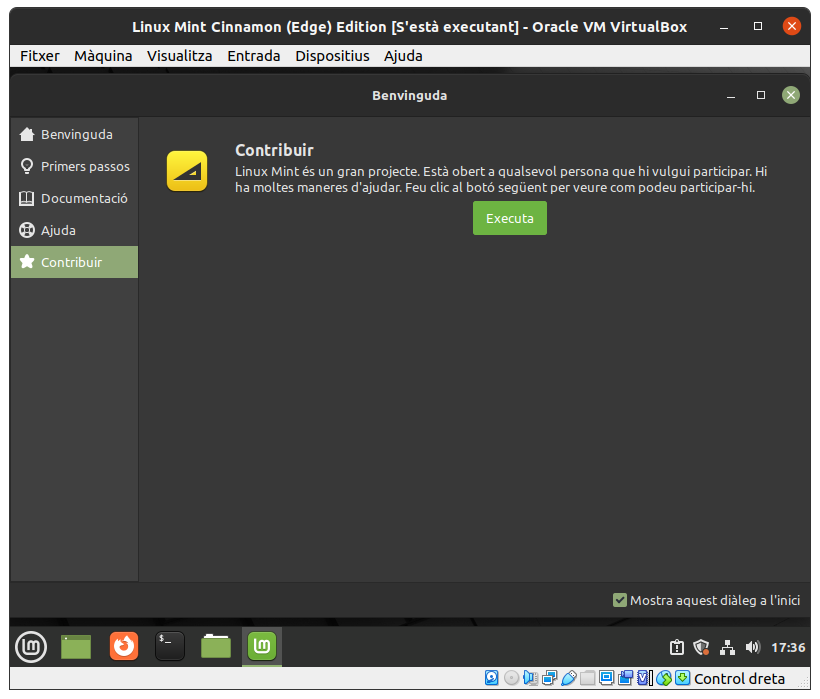 Linux Mint Cinnamon (Edge) Edition [S'està executant] - Oracle VM VirtualBox
Fitxer Màquina Visualitza Entrada Dispositius Ajuda
Benvinguda
Benvinguda
Primers passos
Documentació
Ajuda
Contribuir
Contribuir
Linux Mint és un gran projecte. Està obert a qualsevol persona que hi vulgui participar. Hi
ha moltes maneres d'ajudar. Feu clic al botó següent per veure com podeu participar-hi.
Executa
Mostra aquest diàleg a l'inici
17:36
Control dreta